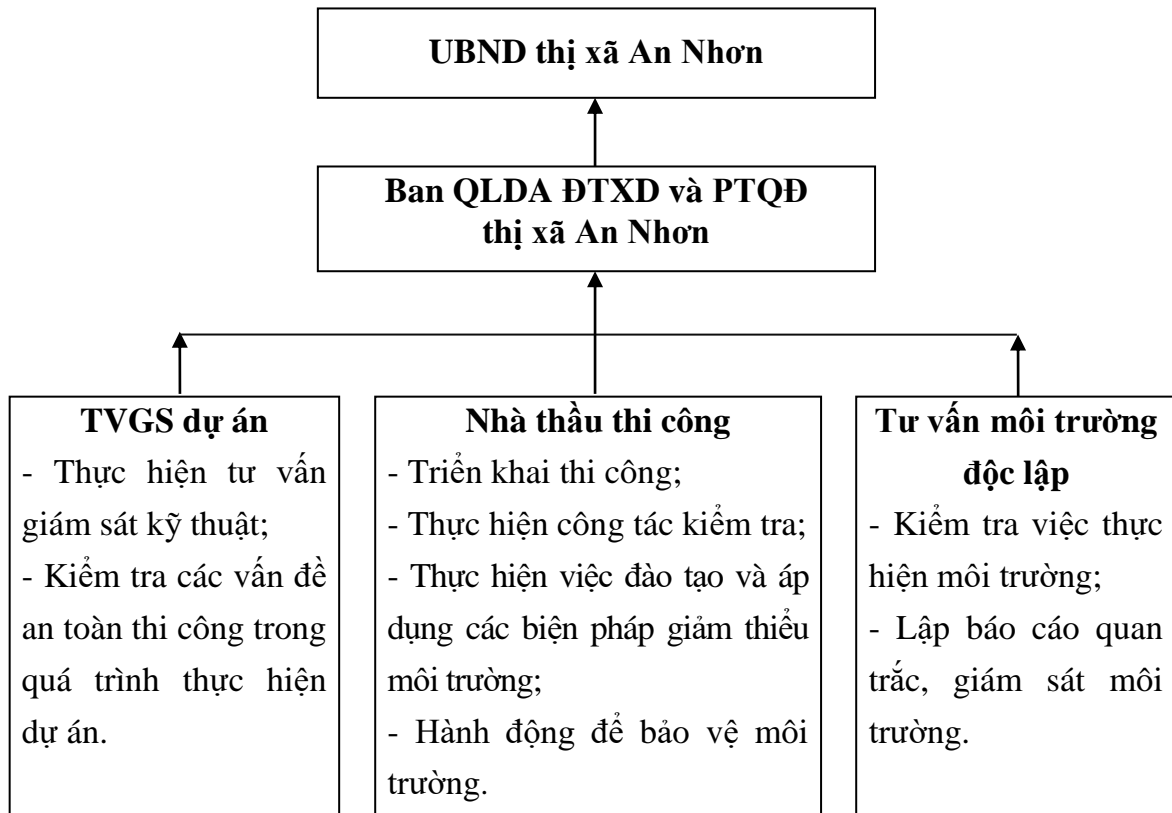 UBND thị xã An Nhơn
Ban QLDA ĐTXD và PTQĐ
thị xã An Nhơn
TVGS dự án
- Thực hiện tư vấn
giám sát kỹ thuật;
- Kiểm tra các vấn đề
an toàn thi công trong
quá trình thực hiện
dự án.
Nhà thầu thi công
- Triển khai thi công;
- Thực hiện công tác kiểm tra;
- Thực hiện việc đào tạo và áp
dụng các biện pháp giảm thiểu
môi trường;
- Hành động để bảo vệ môi
trường.
Tư vấn môi trường
độc lập
- Kiểm tra việc thực
hiện môi trường;
- Lập báo cáo quan
trắc, giám sát môi
trường.